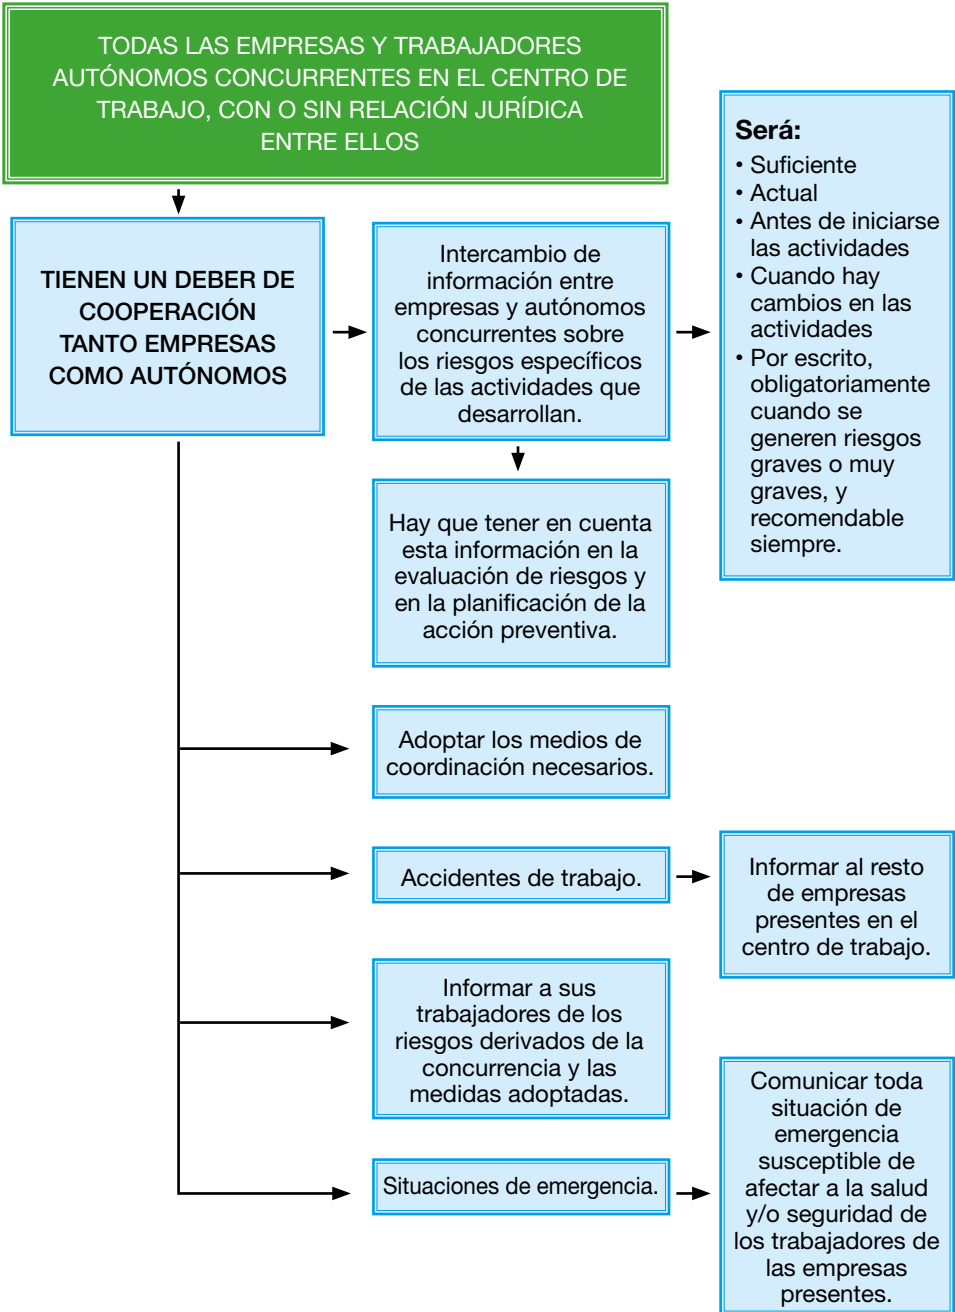 TODAS LAS EMPRESAS Y TRABAJADORES
AUTÓNOMOS CONCURRENTES EN EL CENTRO DE
TRABAJO, CON O SIN RELACIÓN JURÍDICA
ENTRE ELLOS
TIENEN UN DEBER DE
COOPERACIÓN
TANTO EMPRESAS
COMO AUTÓNOMOS
Intercambio de
información entre
empresas y autónomos
concurrentes sobre
los riesgos específicos
de las actividades que
desarrollan.
Será:
• Suficiente
• Actual
• Antes de iniciarse
las actividades
• Cuando hay
cambios en las
actividades
• Por escrito,
obligatoriamente
cuando se
generen riesgos
graves o muy
graves, y
recomendable
siempre.
Hay que tener en cuenta
esta información en la
evaluación de riesgos y
en la planificación de la
acción preventiva.
Adoptar los medios de
coordinación necesarios.
Accidentes de trabajo.
Informar al resto
de empresas
presentes en el
centro de trabajo.
Informar a sus
trabajadores de los
riesgos derivados de la
concurrencia y las
medidas adoptadas.
Situaciones de emergencia.
Comunicar toda
situación de
emergencia
susceptible de
afectar a la salud
y/o seguridad de
los trabajadores de
las empresas
presentes.